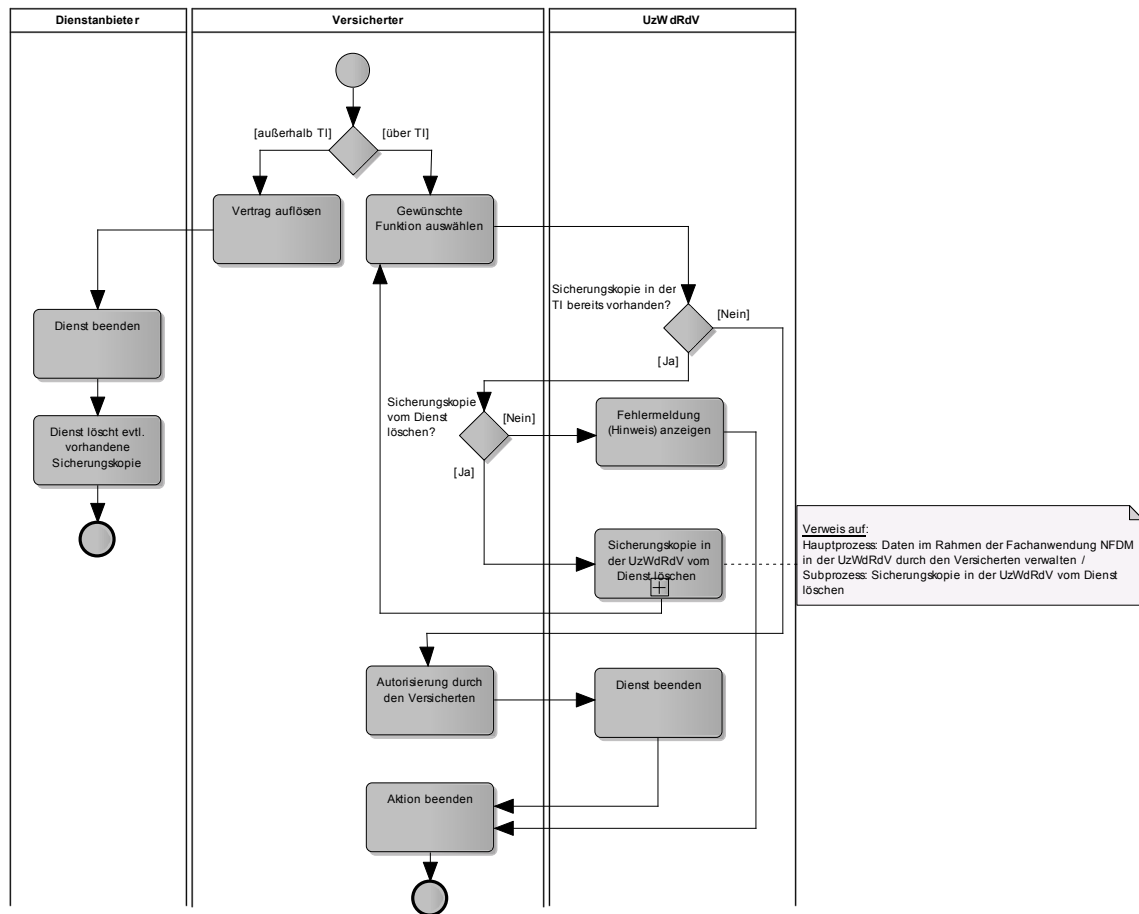 Dienstanbieter
Versicherter
UzWdRdV
[außerhalb TI]
[über TI]
Vertrag auflösen
Gewünschte
Funktion auswählen
Sicherungskopie in der
TI bereits vorhanden?
[Nein]
[Ja]
Dienst beenden
Sicherungskopie
vom Dienst
löschen?
[Nein]
[Ja]
Fehlermeldung
(Hinweis) anzeigen
Dienst löscht evtl.
vorhandene
Sicherungskopie
Sicherungskopie in
der UzWdRdV vom
Dienst löschen
Verweis auf:
Hauptprozess: Daten im Rahmen der Fachanwendung NFDM
in der UzWdRdV durch den Versicherten verwalten /
Subprozess: Sicherungskopie in der UzWdRdV vom Dienst
löschen
Autorisierung durch
den Versicherten
Dienst beenden
Aktion beenden